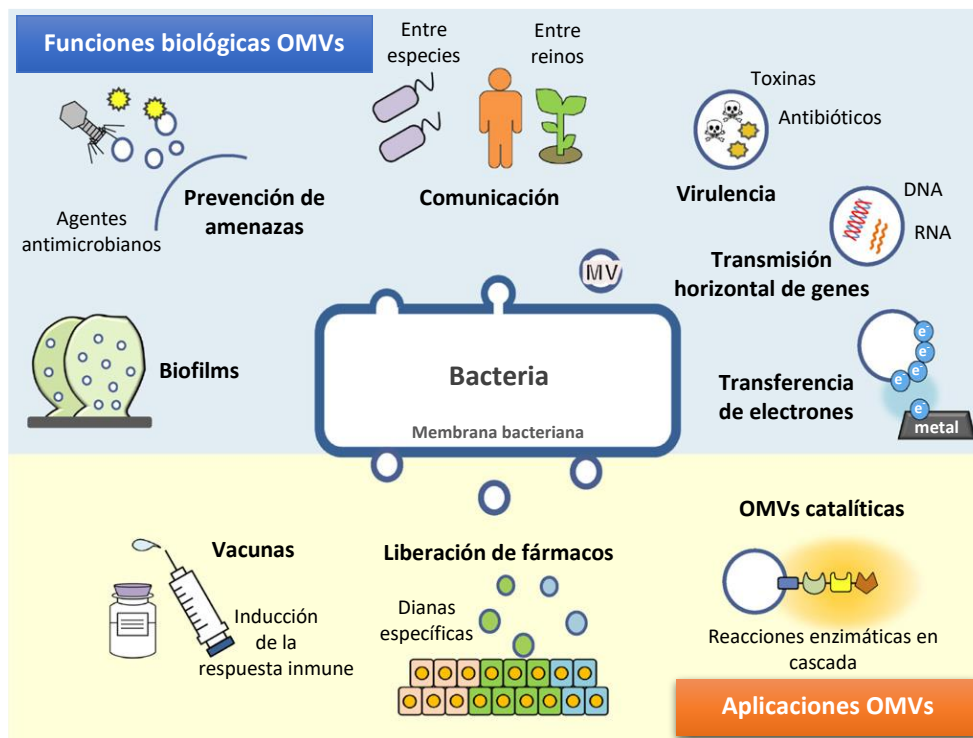 Funciones biológicas OMVs
Entre
especies
Entre
reinos
Toxinas
Antibióticos
Agentes
antimicrobianos
Prevención de
amenazas
Comunicación
Virulencia
DNA
RNA
Transmisión
horizontal de genes
MV
Biofilms
Bacteria
Membrana bacteriana
Transferencia
de electrones
e-
e-
e-
e-
e-
metal
Vacunas
Inducción
de la
respuesta inmune
Liberación de fármacos
Dianas
específicas
OMVs catalíticas
Reacciones enzimáticas en
cascada
Aplicaciones OMVs